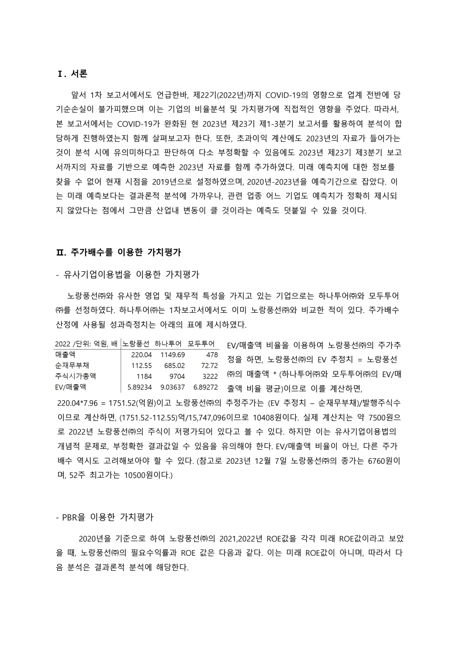 Ⅰ. 서론
앞서 1차 보고서에서도 언급한바, 제22기(2022년)까지 COVID-19의 영향으로 업계 전반에 당
기순손실이 불가피했으며 이는 기업의 비율분석 및 가치평가에 직접적인 영향을 주었다. 따라서,
본 보고서에서는 COVID-19가 완화된 현 2023년 제23기 제1-3분기 보고서를 활용하여 분석이 합
당하게 진행하였는지 함께 살펴보고자 한다. 또한, 초과이익 계산에도 2023년의 자료가 들어가는
것이 분석 시에 유의미하다고 판단하여 다소 부정확할 수 있음에도 2023년 제23기 제3분기 보고
서까지의 자료를 기반으로 예측한 2023년 자료를 함께 추가하였다. 미래 예측치에 대한 정보를
찾을 수 없어 현재 시점을 2019년으로 설정하였으며, 2020년-2023년을 예측기간으로 잡았다. 이
는 미래 예측보다는 결과론적 분석에 가까우나, 관련 업종 어느 기업도 예측치가 정확히 제시되
지 않았다는 점에서 그만큼 산업내 변동이 클 것이라는 예측도 덧붙일 수 있을 것이다.
Ⅱ. 주가배수를 이용한 가치평가
- 유사기업이용법을 이용한 가치평가
노랑풍선㈜와 유사한 영업 및 재무적 특성을 가지고 있는 기업으로는 하나투어㈜와 모두투어
㈜를 선정하였다. 하나투어㈜는 1차보고서에서도 이미 노랑풍선㈜와 비교한 적이 있다. 주가배수
산정에 사용될 성과측정치는 아래의 표에 제시하였다.
2022 /단위: 억원, 배 노랑풍선 하나투어 모두투어
매출액 220.04 1149.69 478
순재무부채 112.55 685.02 72.72
주식시가총액 1184 9704 3222
EV/매출액 5.89234 9.03637 6.89272
EV/매출액 비율을 이용하여 노랑풍선㈜의 주가추
정을 하면, 노랑풍선㈜의 EV 추정치 = 노랑풍선
㈜의 매출액 * (하나투어㈜와 모두투어㈜의 EV/매
출액 비율 평균)이므로 이를 계산하면,
220.04*7.96 = 1751.52(억원)이고 노랑풍선㈜의 추정주가는 (EV 추정치 – 순재무부채)/발행주식수
이므로 계산하면, (1751.52-112.55)억/15,747,096이므로 10408원이다. 실제 계산치는 약 7500원으
로 2022년 노랑풍선㈜의 주식이 저평가되어 있다고 볼 수 있다. 하지만 이는 유사기업이용법의
개념적 문제로, 부정확한 결과값일 수 있음을 유의해야 한다. EV/매출액 비율이 아닌, 다른 주가
배수 역시도 고려해보아야 할 수 있다. (참고로 2023년 12월 7일 노랑풍선㈜의 종가는 6760원이
며, 52주 최고가는 10500원이다.)
- PBR을 이용한 가치평가
2020년을 기준으로 하여 노랑풍선㈜의 2021,2022년 ROE값을 각각 미래 ROE값이라고 보았
을 때, 노랑풍선㈜의 필요수익률과 ROE 값은 다음과 같다. 이는 미래 ROE값이 아니며, 따라서 다
음 분석은 결과론적 분석에 해당한다.